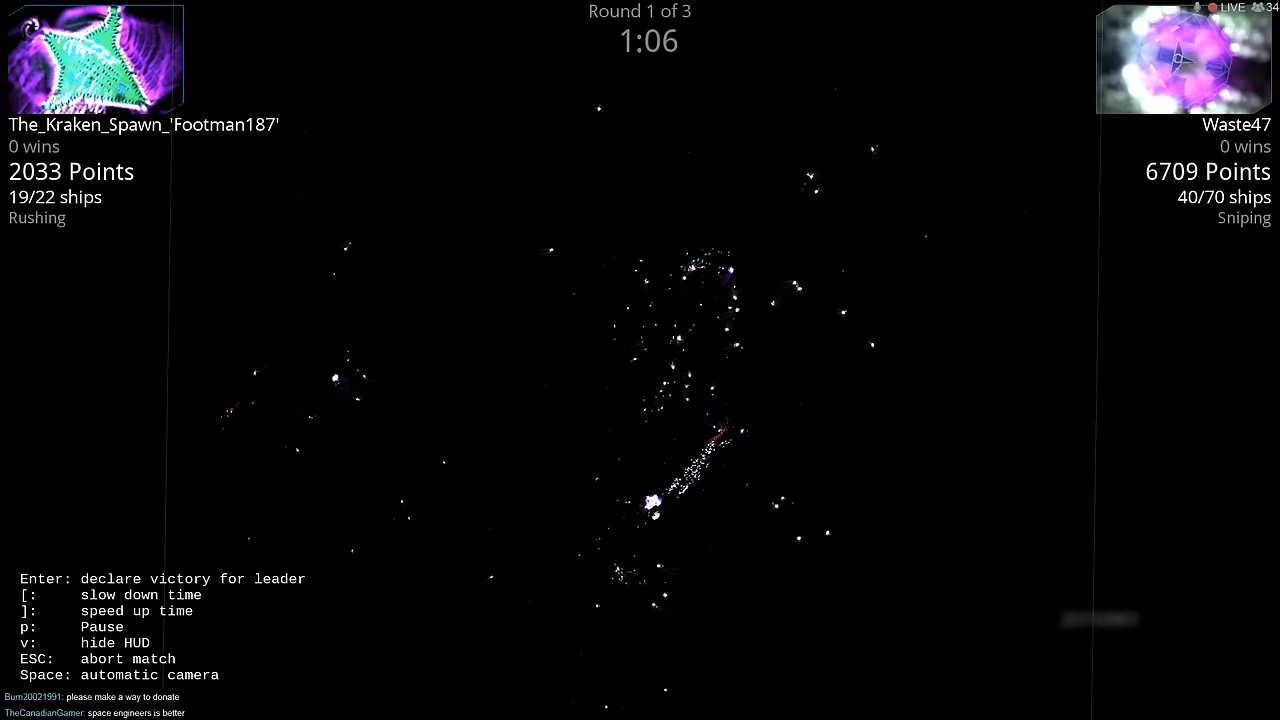 Round 1 of 3
1:06
LIVE 34
The_Kraken_Spawn_'Footman187'
0 wins
2033 Points
19/22 ships
Rushing
Waste47
0 wins
6709 Points
40/70 ships
Sniping
Enter: declare victory for leader
[: slow down time
]: speed up time
p: Pause
v: hide HUD
ESC: abort match
Space: automatic camera
Burn20021991: please make a way to donate
TheCanadianGamer: space engineers is better